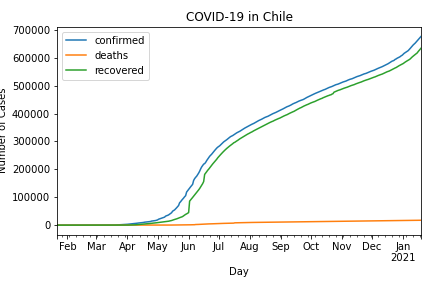 COVID-19 in Chile
700000
600000
500000
400000
300000
200000
100000
0
confirmed
deaths
recovered
Number of Cases
Feb Mar Apr May Jun Jul Aug Sep Oct Nov Dec Jan
2021
Day